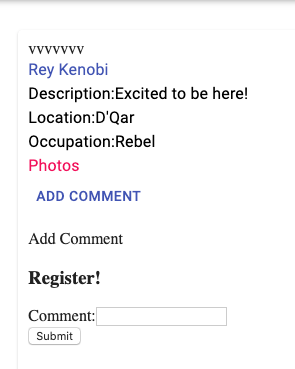 vvvvvvv
Rey Kenobi
Description:Excited to be here!
Location:D'Qar
Occupation:Rebel
Photos
ADD COMMENT
Add Comment
Register!
Comment:
Submit